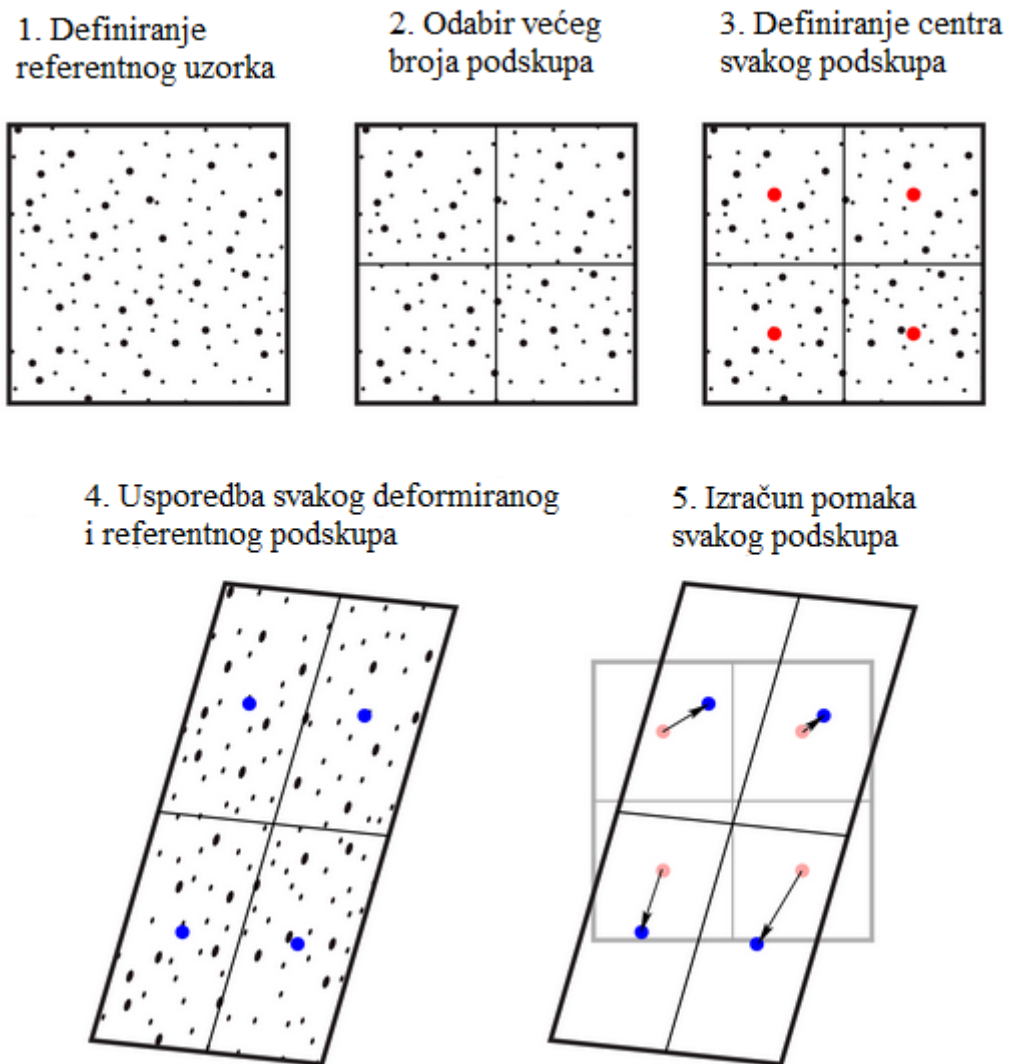 1. Definiranje
referentnog uzorka
2. Odabir većeg
broja podskupa
3. Definiranje centra
svakog podskupa
4. Usporedba svakog deformiranog
i referentnog podskupa
5. Izračun pomaka
svakog podskupa